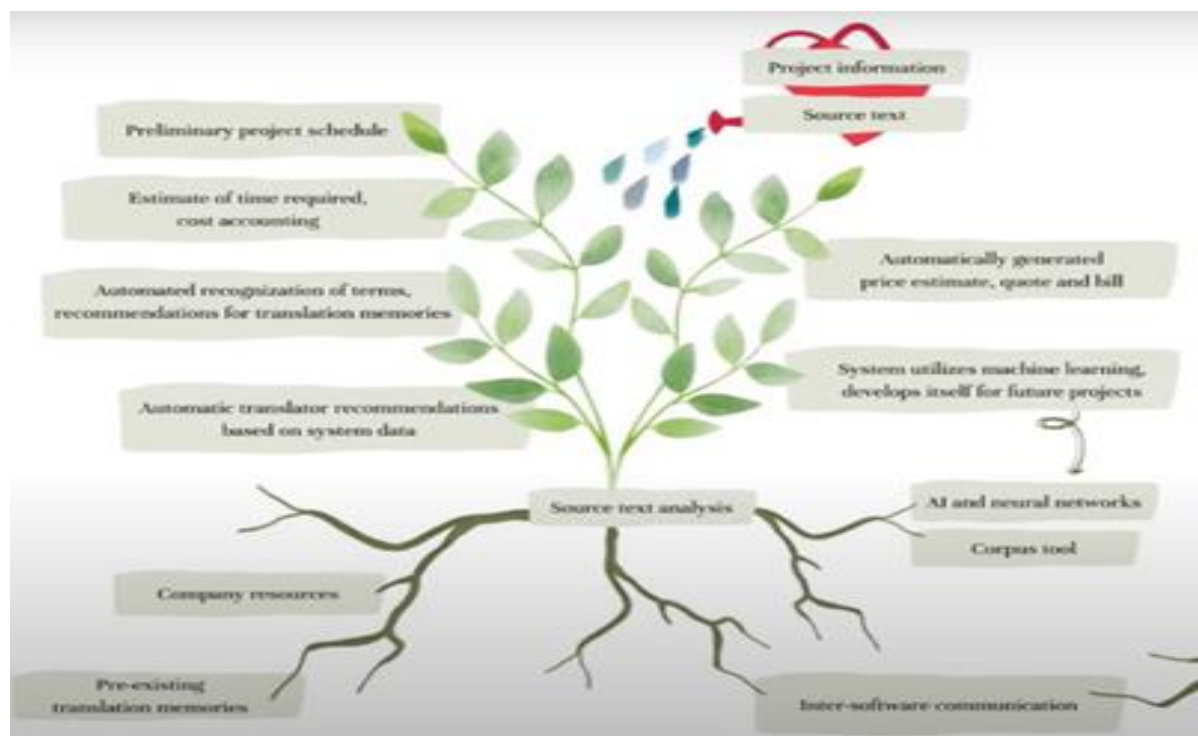 Project information
Source text
Preliminary project schedule
Estimate of time required,
cost accounting
Automatically generated
price estimate, quote and bill
Automated recognization of terms,
recommendations for translation memories
System utilizes machine learning,
develops itself for future projects
Automatic translator recommendations
based on system data
Source text analysis
AI and neural networks
Corpus tool
Company resources
Pre-existing
translation memories
Inter-software communication